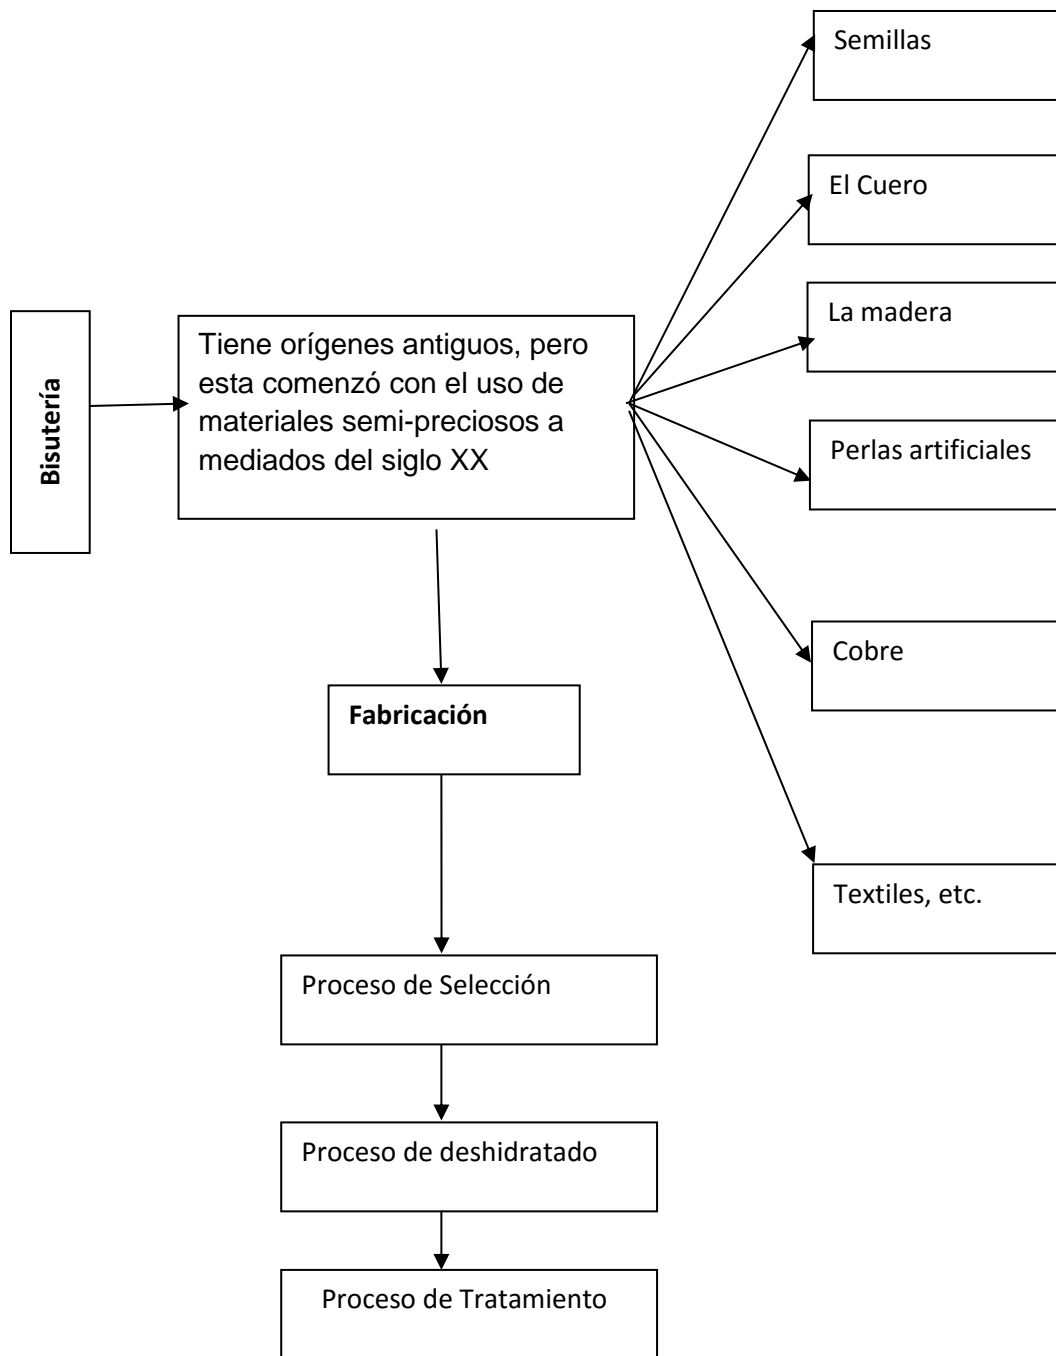 Bisutería
Tiene orígenes antiguos, pero
esta comenzó con el uso de
materiales semi-preciosos a
mediados del siglo XX
Semillas
El Cuero
La madera
Perlas artificiales
Cobre
Textiles, etc.
Fabricación
Proceso de Selección
Proceso de deshidratado
Proceso de Tratamiento